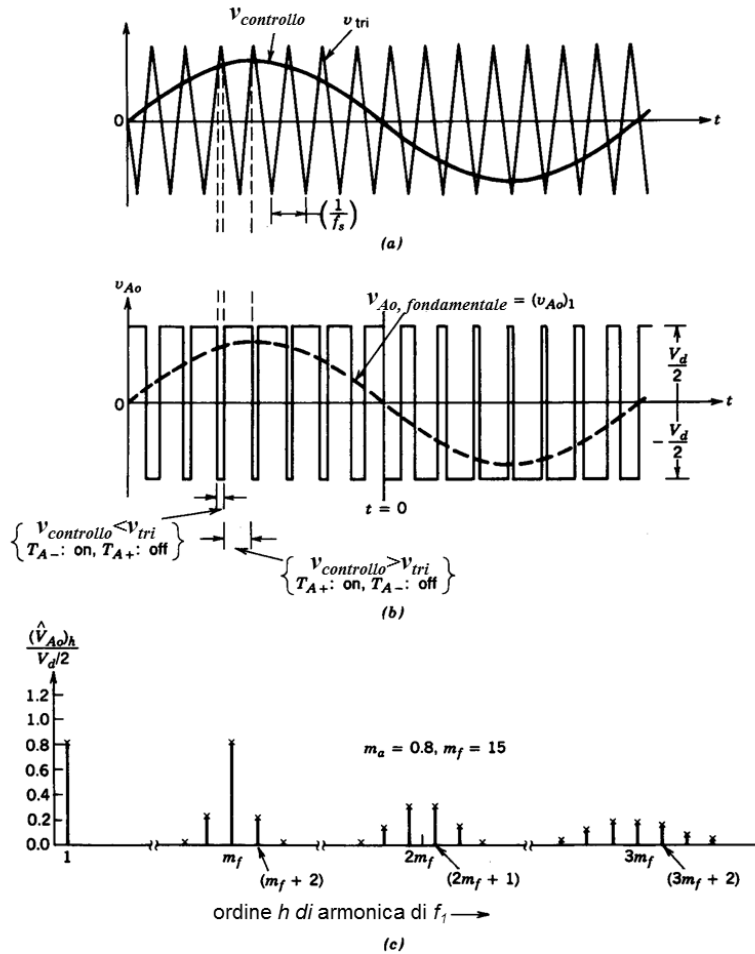 v_controllo
v_tri
0
t
(1/f_s)
(a)
v_Ao
v_Ao, fondamentale = (v_Ao)_1
V_d/2
0
t
-V_d/2
t = 0
v_controllo<v_tri
T_A-: on, T_A+: off
v_controllo>v_tri
T_A+: on, T_A-: off
(b)
(V̂_Ao)_h
V_d/2
1.2
1.0
0.8
0.6
0.4
0.2
0.0
m_a = 0.8, m_f = 15
1
m_f
2m_f
3m_f
(m_f + 2)
(2m_f + 1)
(3m_f + 2)
ordine h di armonica di f_1 →
(c)